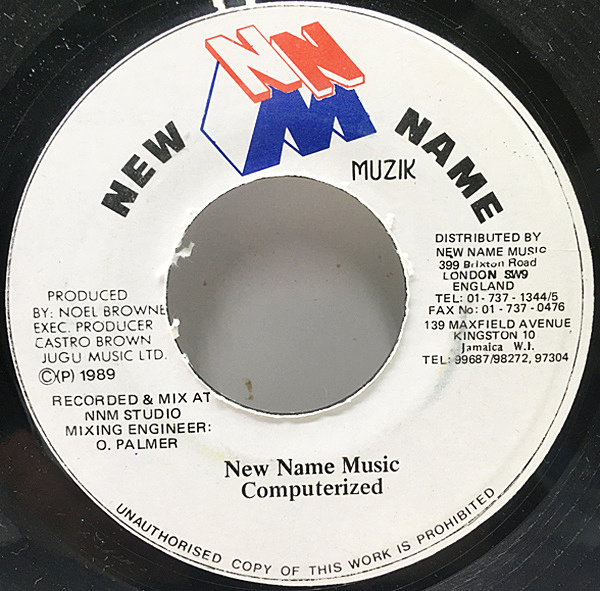 NNM
NEW NAME
MUZIK
PRODUCED
BY: NOEL BROWNE
EXEC. PRODUCER
CASTRO BROWN
JUGU MUSIC LTD.
©(P) 1989
RECORDED & MIX AT
NNM STUDIO
MIXING ENGINEER:
O. PALMER
DISTRIBUTED BY
NEW NAME MUSIC
399 Brixton Road
LONDON SW9
ENGLAND
TEL: 01-737-1344/5
FAX No: 01-737-0476
139 MAXFIELD AVENUE
KINGSTON 10
Jamaica W.I.
TEL: 99687/98272, 97304
New Name Music
Computerized
UNAUTHORISED COPY OF THIS WORK IS PROHIBITED